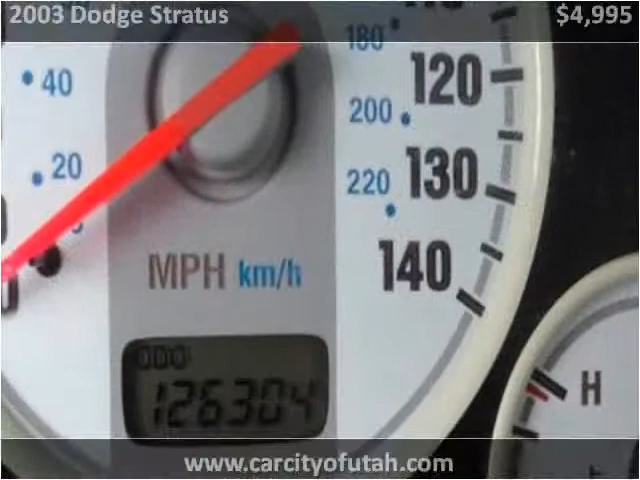 2003 Dodge Stratus $4,995
180
40 120
200
20 130
220
140
MPH km/h
ODO
126304
H
www.carcityofutah.com